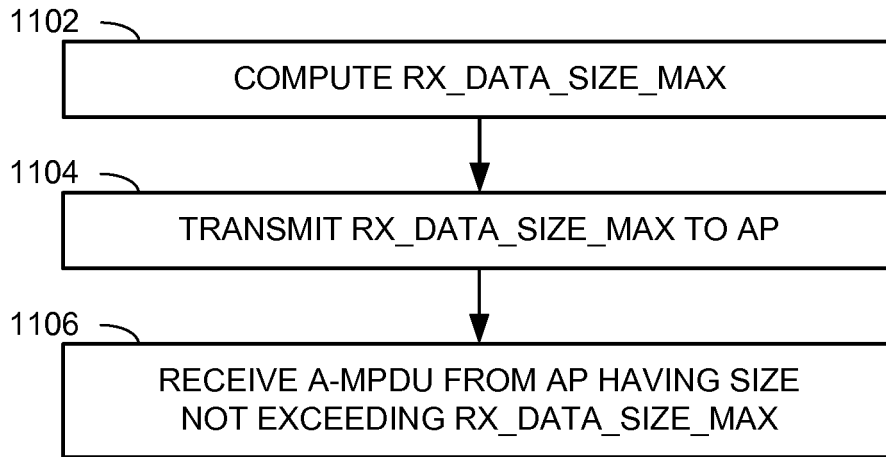 1102
COMPUTE RX_DATA_SIZE_MAX
1104
TRANSMIT RX_DATA_SIZE_MAX TO AP
1106
RECEIVE A-MPDU FROM AP HAVING SIZE
NOT EXCEEDING RX_DATA_SIZE_MAX